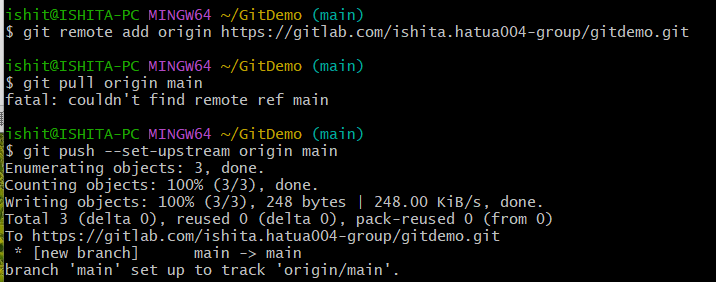 ishit@ISHITA-PC MINGW64 ~/GitDemo (main)
$ git remote add origin https://gitlab.com/ishita.hatua004-group/gitdemo.git
ishit@ISHITA-PC MINGW64 ~/GitDemo (main)
$ git pull origin main
fatal: couldn't find remote ref main
ishit@ISHITA-PC MINGW64 ~/GitDemo (main)
$ git push --set-upstream origin main
Enumerating objects: 3, done.
Counting objects: 100% (3/3), done.
Writing objects: 100% (3/3), 248 bytes | 248.00 KiB/s, done.
Total 3 (delta 0), reused 0 (delta 0), pack-reused 0 (from 0)
To https://gitlab.com/ishita.hatua004-group/gitdemo.git
 * [new branch]      main -> main
branch 'main' set up to track 'origin/main'.